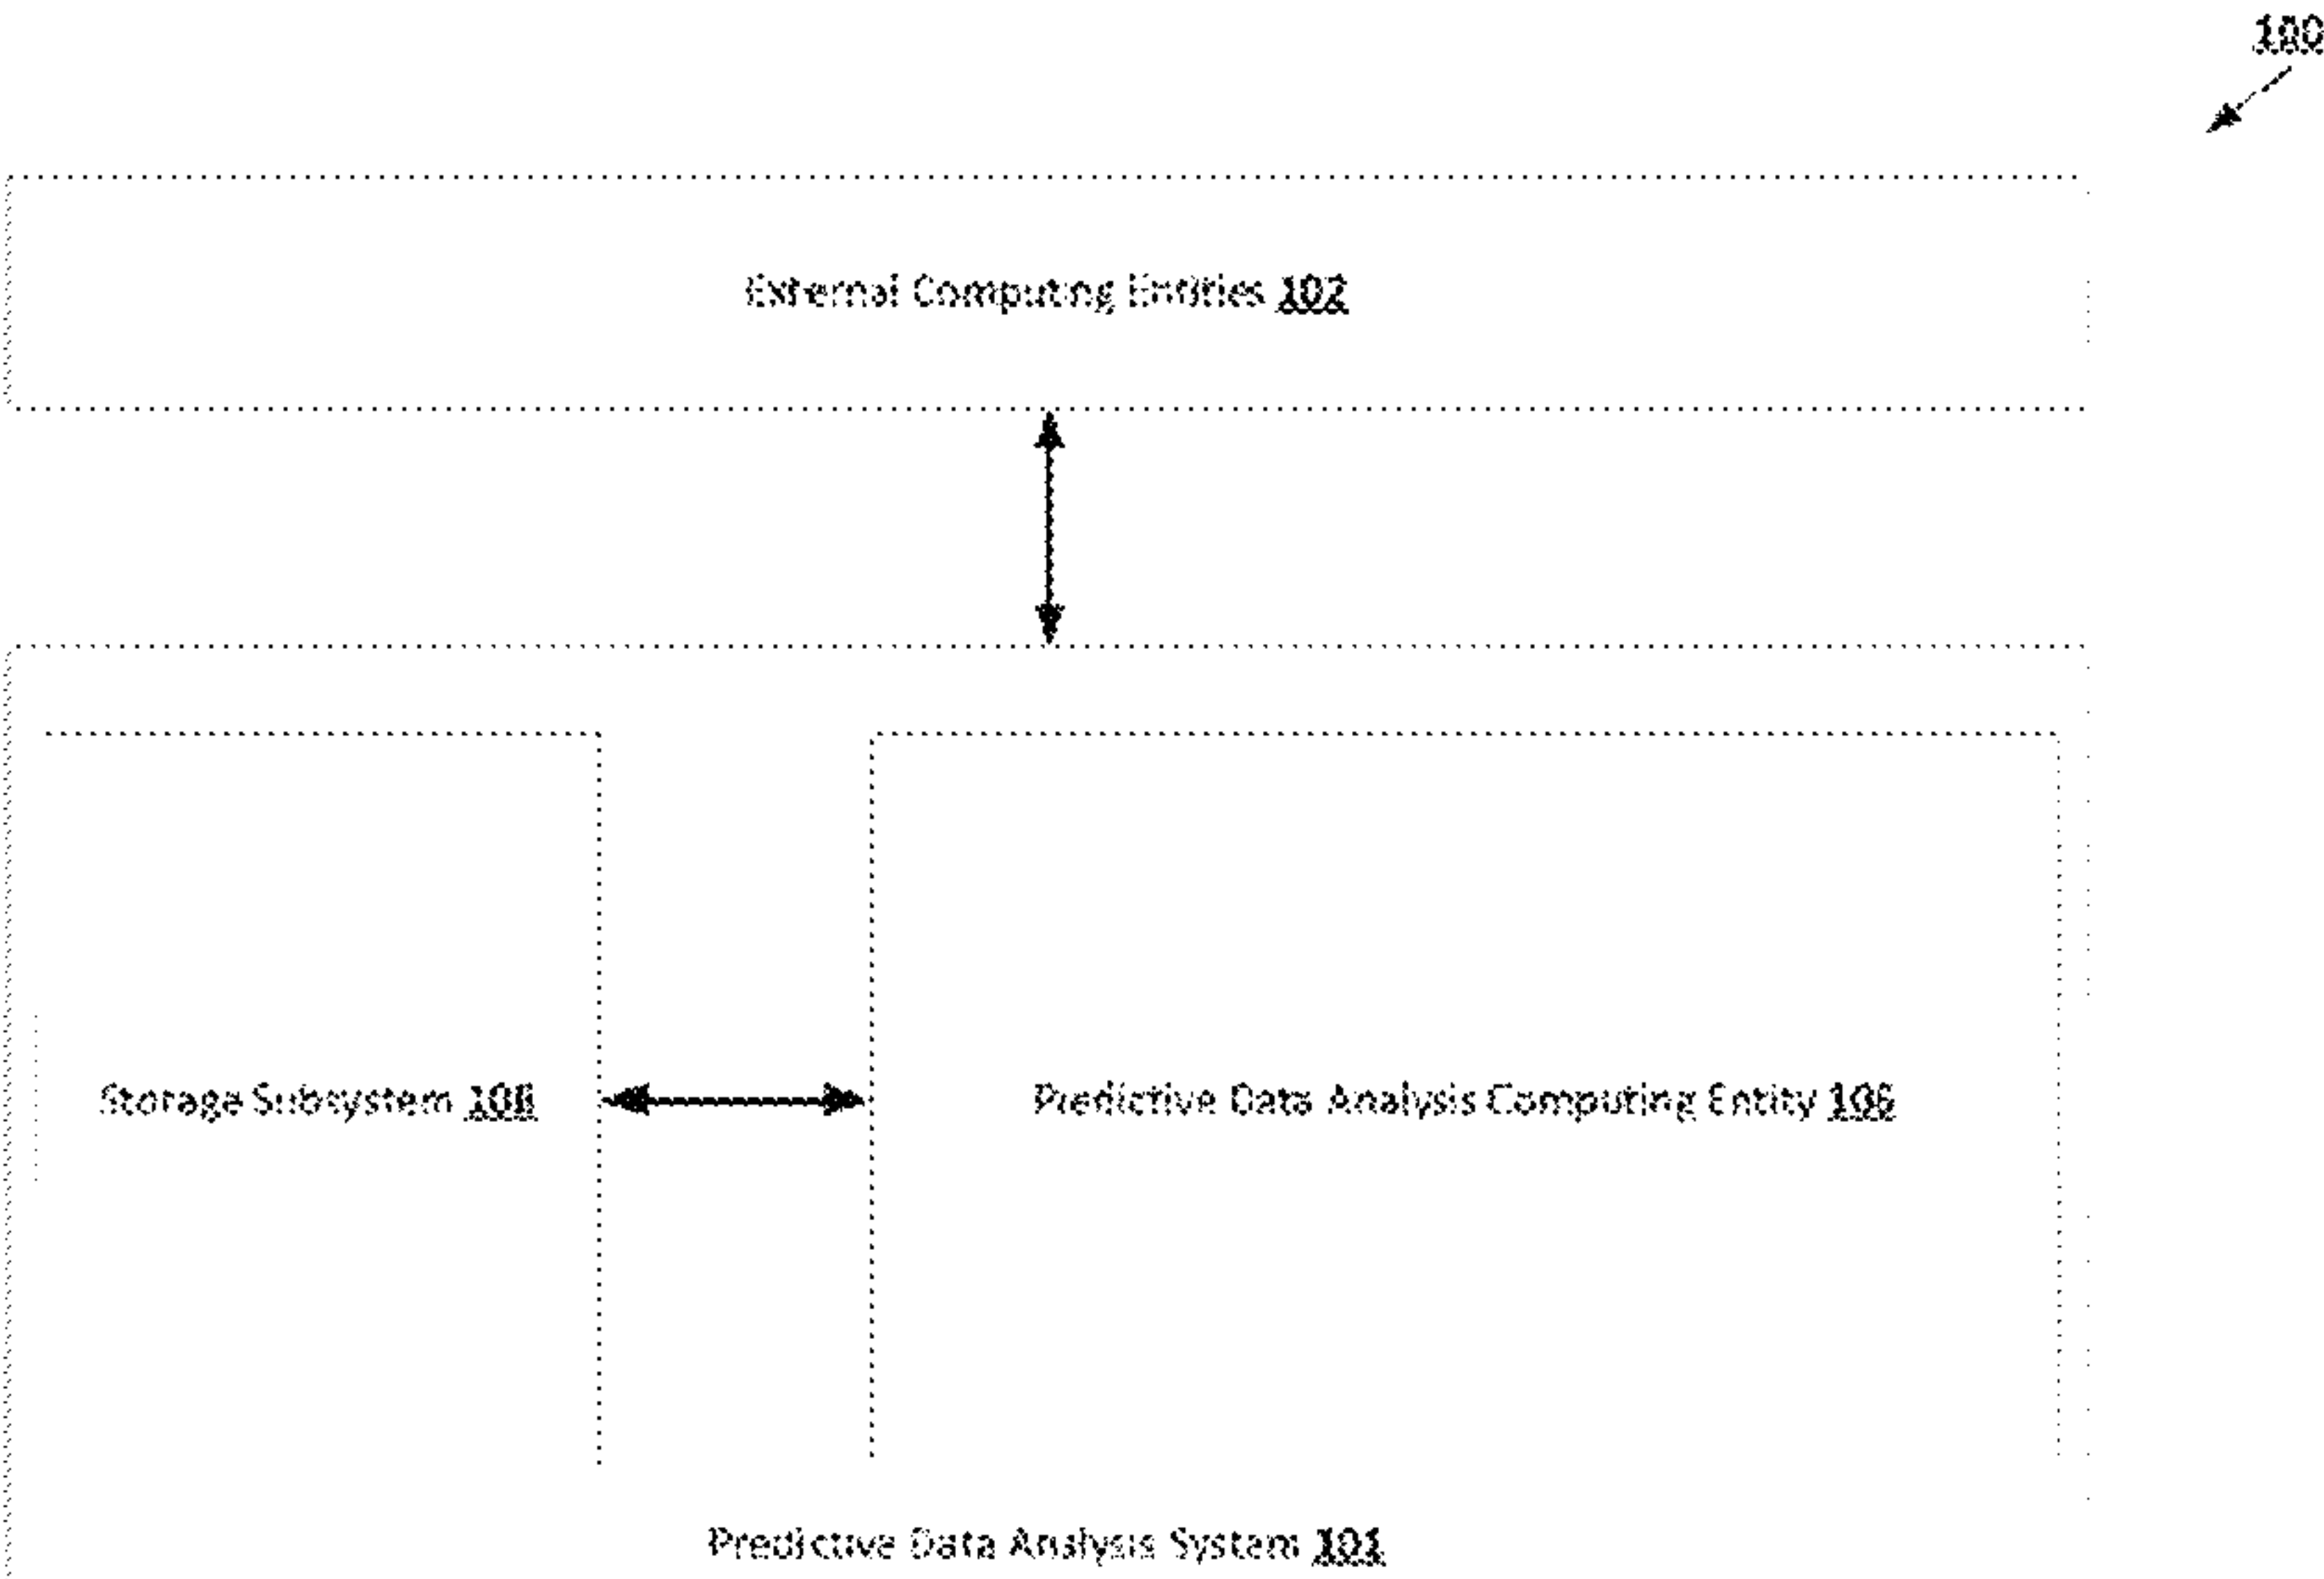 100
External Computing Entities 102
Storage Subsystem 108
Predictive Data Analysis Computing Entity 106
Predictive Data Analysis System 101